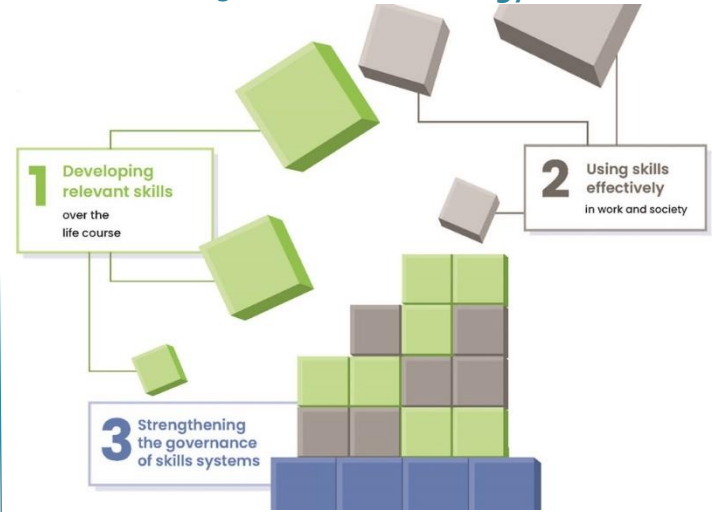 1
Developing
relevant skills
over the
life course
2
Using skills
effectively
in work and society
3
Strengthening
the governance
of skills systems